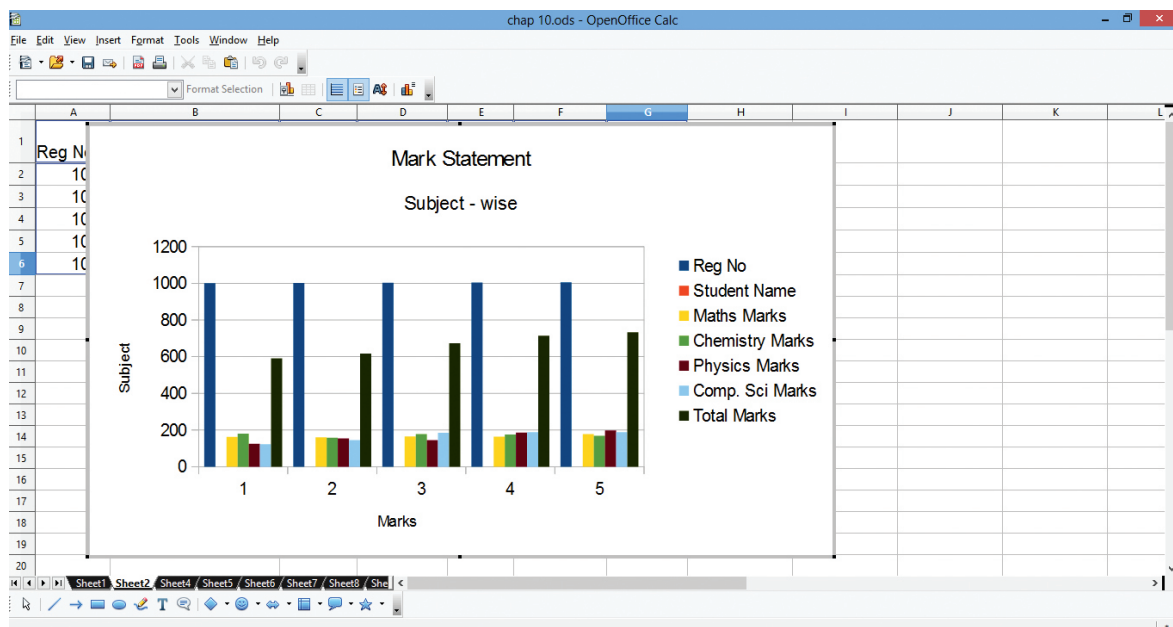 chap 10.ods - OpenOffice Calc
File Edit View Insert Format Tools Window Help
Format Selection
A B C D E F G H I J K L
1 Reg N
2 10
3 10
4 10
5 10
6 10
7
8
9
10
11
12
13
14
15
16
17
18
19
20
Mark Statement
Subject - wise
Subject
1200
1000
800
600
400
200
0
1 2 3 4 5
Marks
Reg No
Student Name
Maths Marks
Chemistry Marks
Physics Marks
Comp. Sci Marks
Total Marks
Sheet1 Sheet2 Sheet4 Sheet5 Sheet6 Sheet7 Sheet8 She